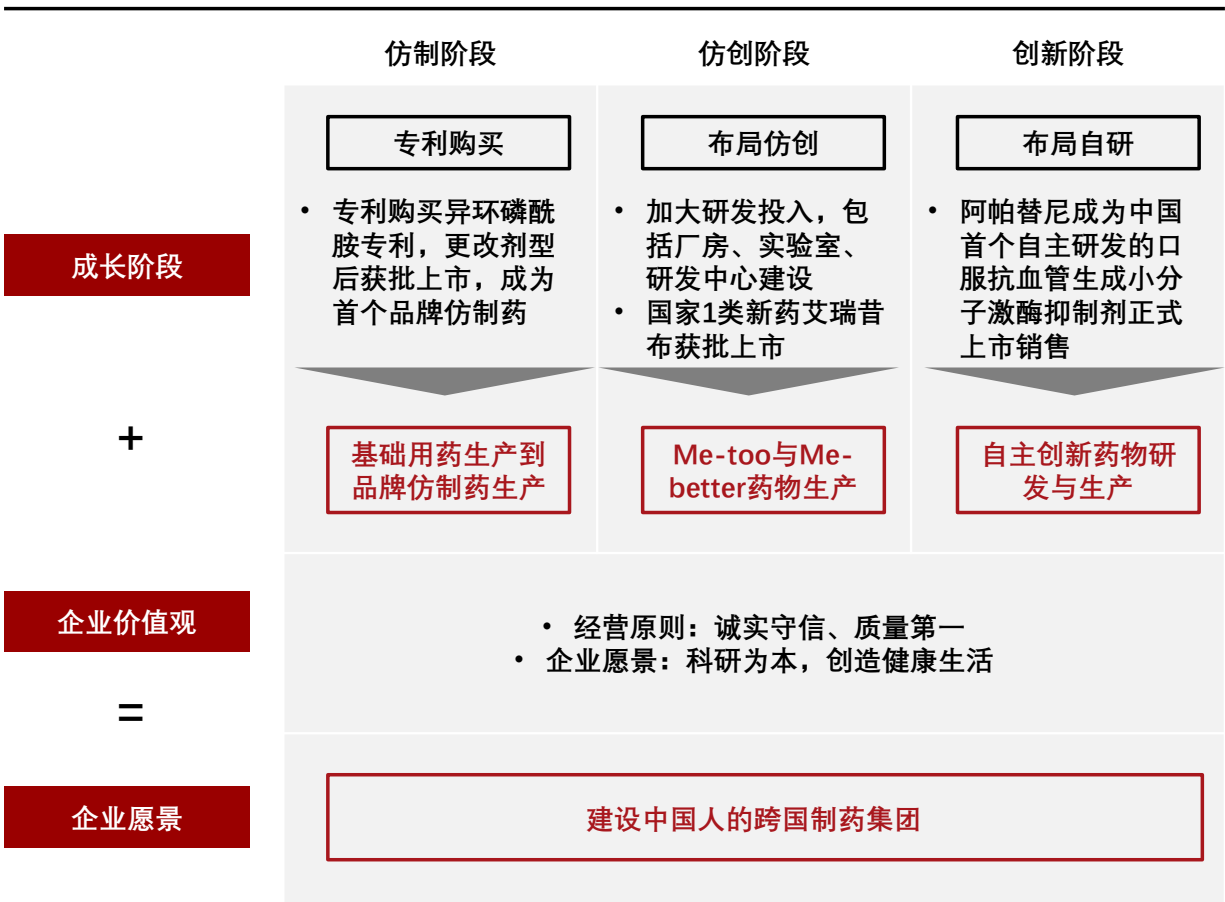 仿制阶段
仿创阶段
创新阶段
专利购买
布局仿创
布局自研
成长阶段
• 专利购买异环磷酰
胺专利，更改剂型
后获批上市，成为
首个品牌仿制药
• 加大研发投入，包
括厂房、实验室、
研发中心建设
• 国家1类新药艾瑞昔
布获批上市
• 阿帕替尼成为中国
首个自主研发的口
服抗血管生成小分
子激酶抑制剂正式
上市销售
+
基础用药生产到
品牌仿制药生产
Me-too与Me-
better药物生产
自主创新药物研
发与生产
企业价值观
• 经营原则：诚实守信、质量第一
• 企业愿景：科研为本，创造健康生活
=
企业愿景
建设中国人的跨国制药集团